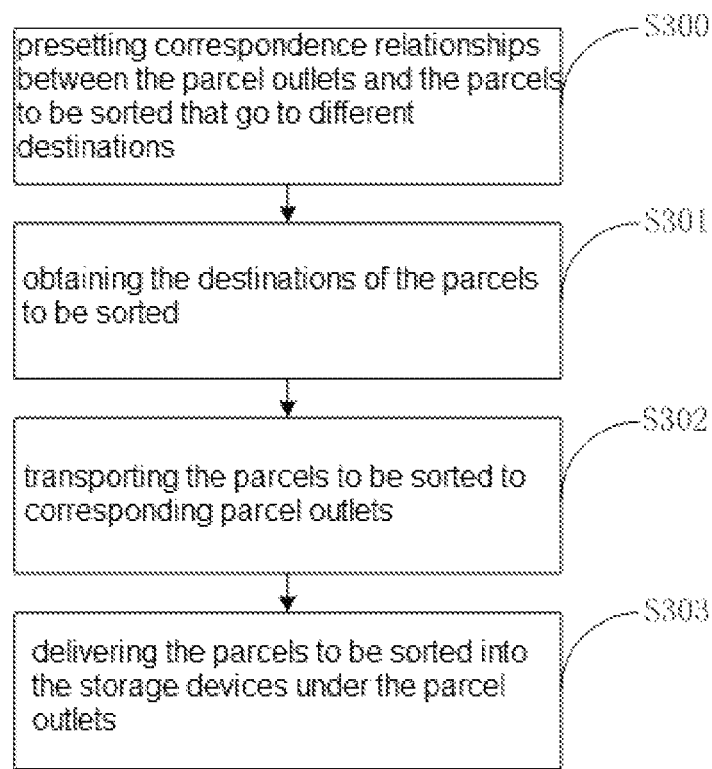 presetting correspondence relationships
between the parcel outlets and the parcels
to be sorted that go to different
destinations
S300
obtaining the destinations of the parcels
to be sorted
S301
transporting the parcels to be sorted to
corresponding parcel outlets
S302
delivering the parcels to be sorted into
the storage devices under the parcel
outlets
S303